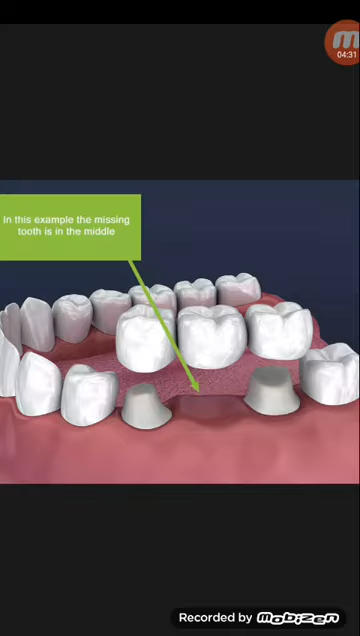 m
04:31
In this example the missing
tooth is in the middle
Recorded by Mobizen